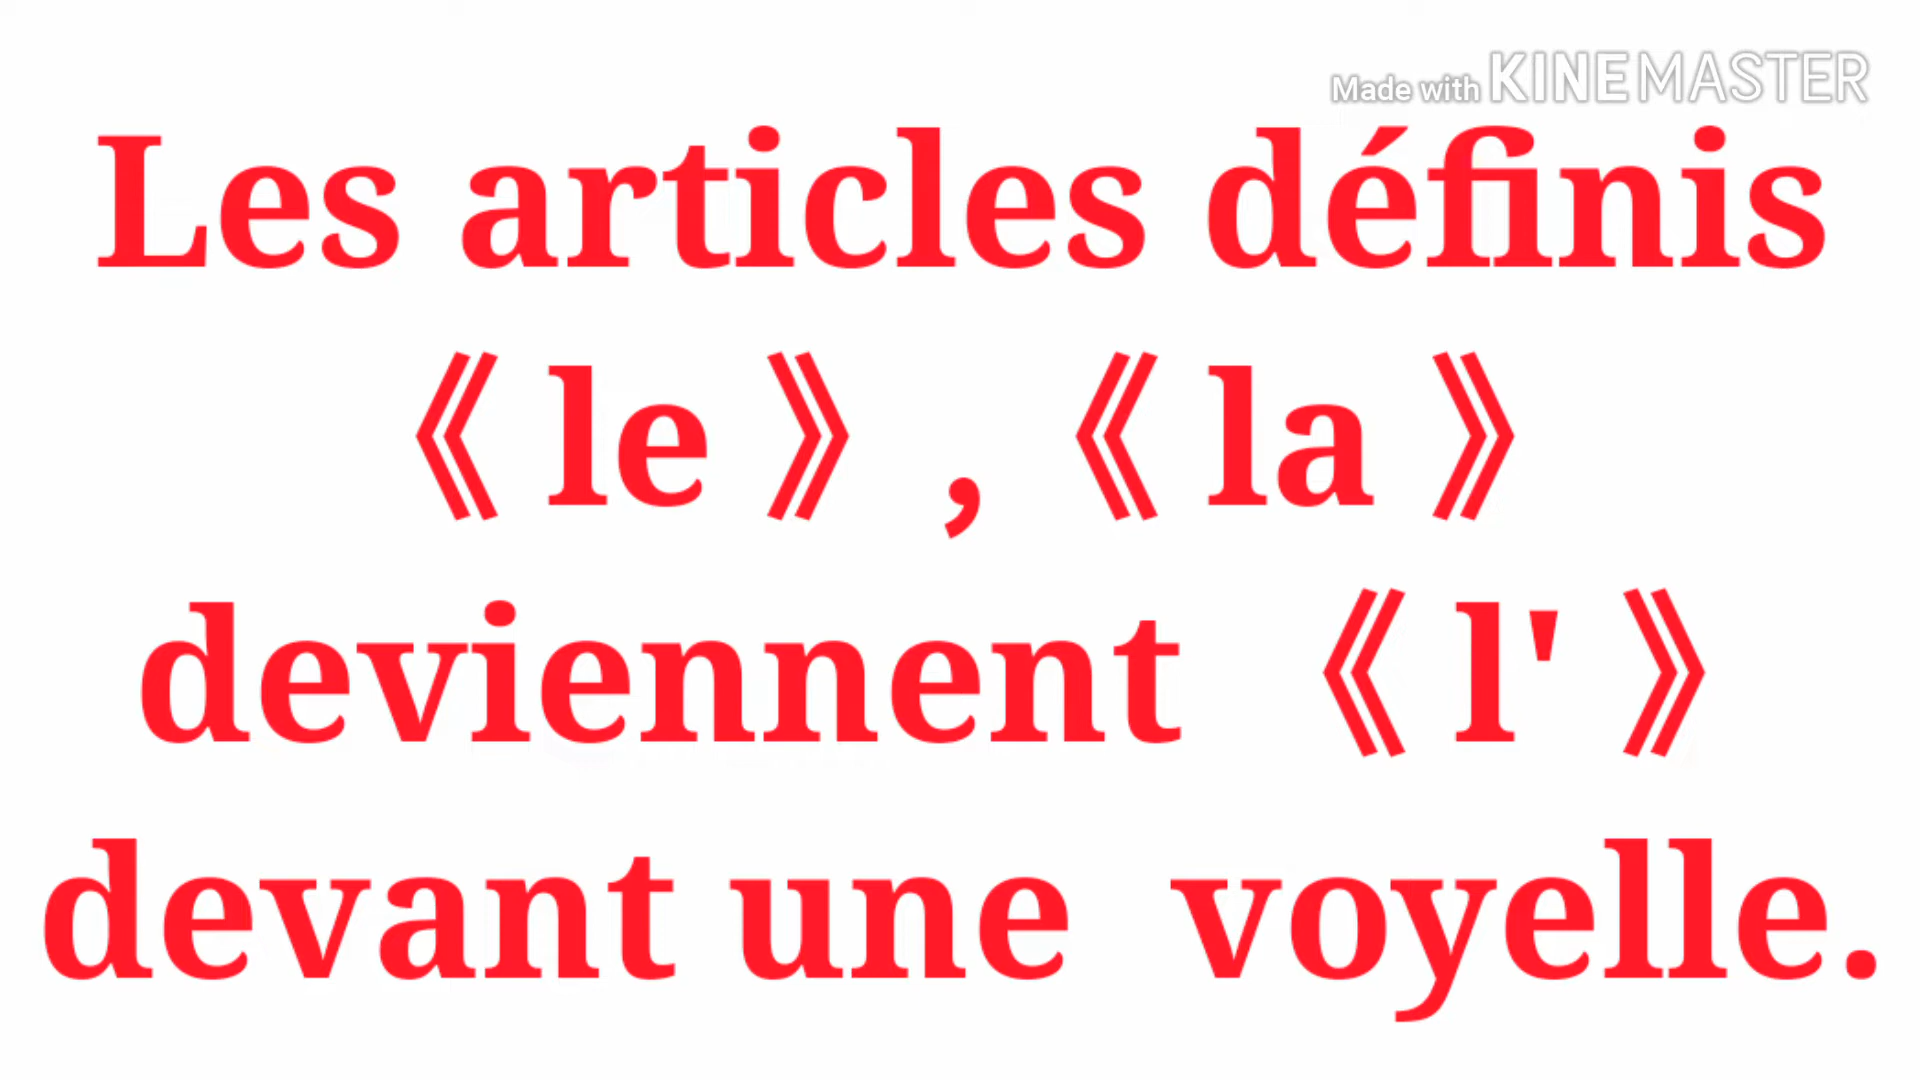 Made with KINEMASTER
Les articles définis
《 le 》 , 《 la 》
deviennent 《 l' 》
devant une voyelle.